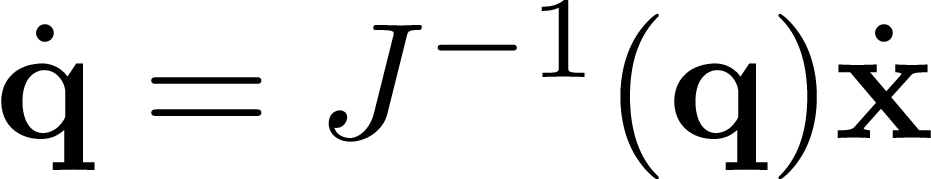 q̇ = J⁻¹(q)ẋ